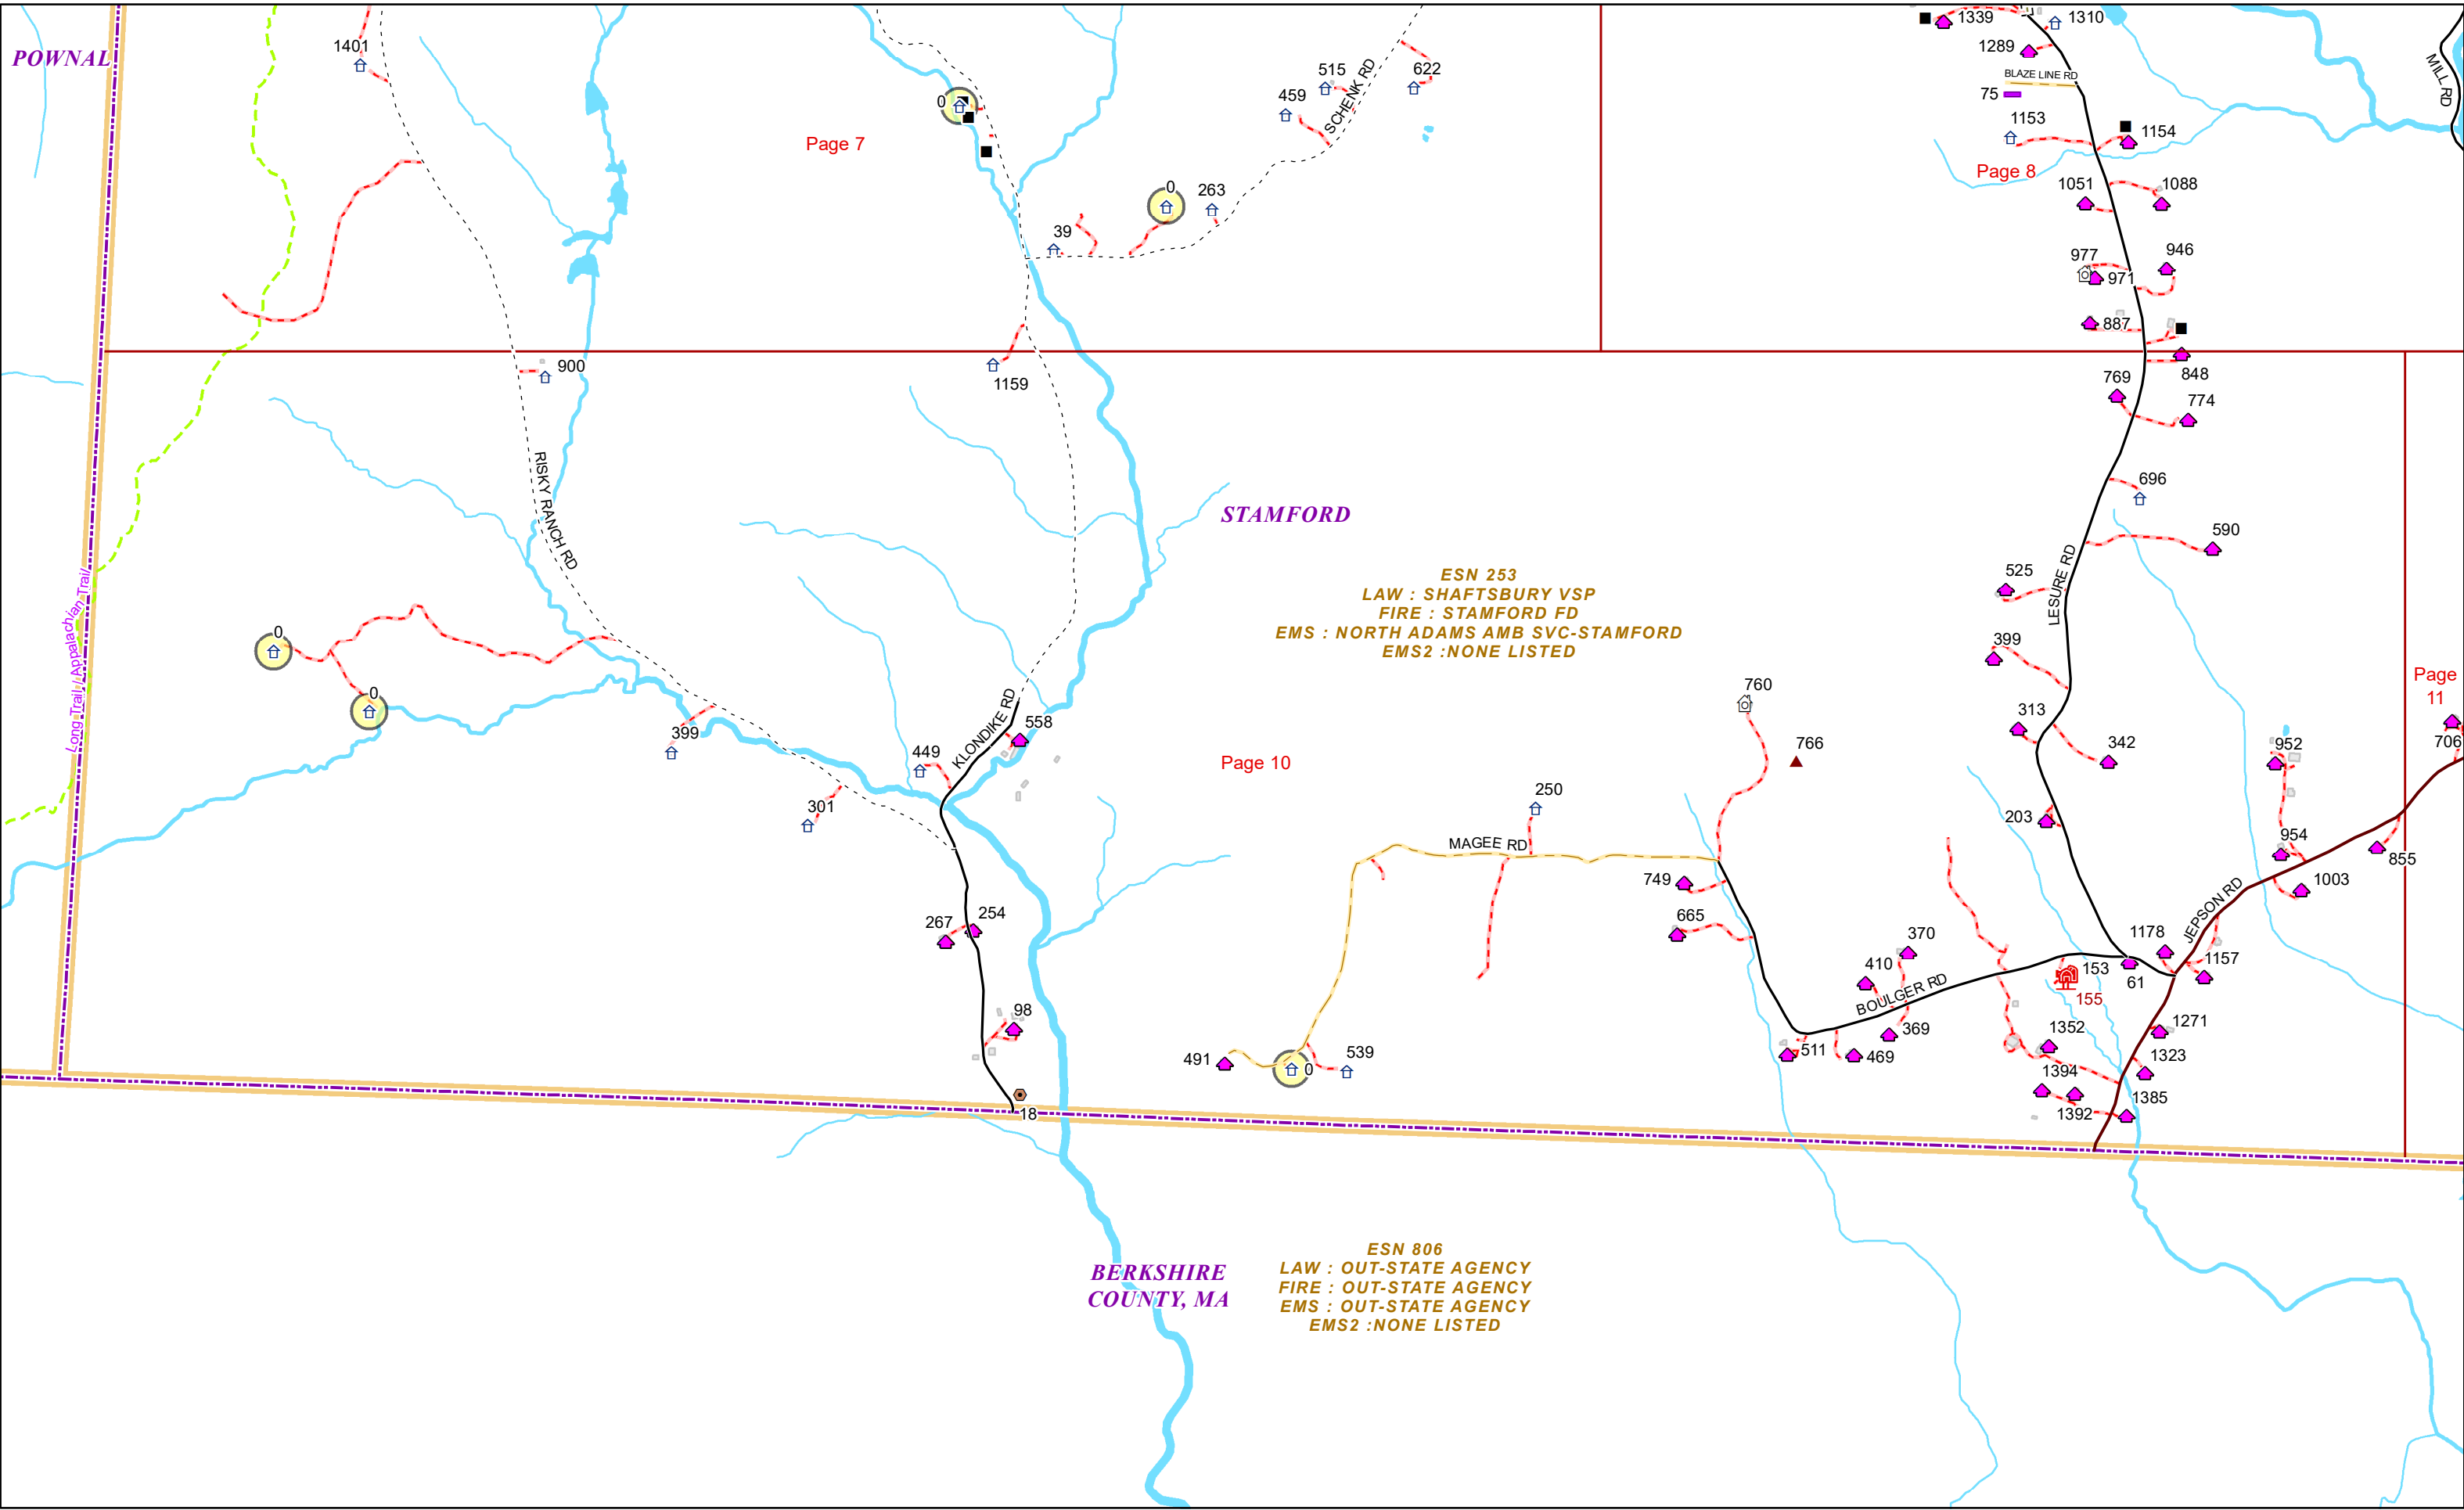 POWNAL
1401
0
515
622
459
SCHENK RD
Page 7
0
263
39
1339
1310
1289
MILL RD
BLAZE LINE RD
75
1153
1154
Page 8
1051
1088
977
971
946
887
848
900
1159
769
774
RISKY RANCH RD
696
STAMFORD
590
525
LESURE RD
ESN 253
LAW : SHAFTSBURY VSP
FIRE : STAMFORD FD
EMS : NORTH ADAMS AMB SVC-STAMFORD
EMS2 :NONE LISTED
Long Trail / Appalachian Trail
0
0
399
399
KLONDIKE RD
558
449
301
Page 10
760
766
313
342
952
Page
11
706
250
203
MAGEE RD
954
855
749
1003
665
JEPSON RD
267
254
370
410
1178
1157
153
61
155
BOULGER RD
98
369
1352
1271
491
0
539
511
469
1323
1394
1385
1392
18
BERKSHIRE
COUNTY, MA
ESN 806
LAW : OUT-STATE AGENCY
FIRE : OUT-STATE AGENCY
EMS : OUT-STATE AGENCY
EMS2 :NONE LISTED